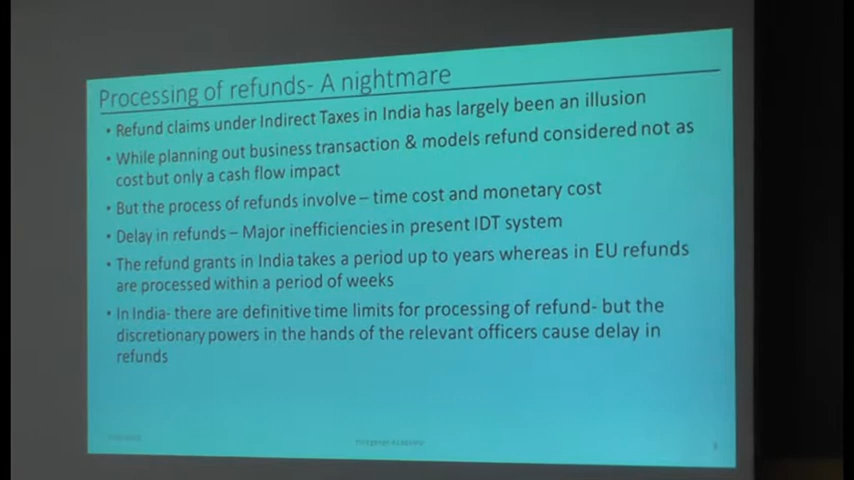 Processing of refunds- A nightmare
• Refund claims under Indirect Taxes in India has largely been an illusion
• While planning out business transaction & models refund considered not as
cost but only a cash flow impact
• But the process of refunds involve – time cost and monetary cost
• Delay in refunds – Major inefficiencies in present IDT system
• The refund grants in India takes a period up to years whereas in EU refunds
are processed within a period of weeks
• In India- there are definitive time limits for processing of refund- but the
discretionary powers in the hands of the relevant officers cause delay in
refunds